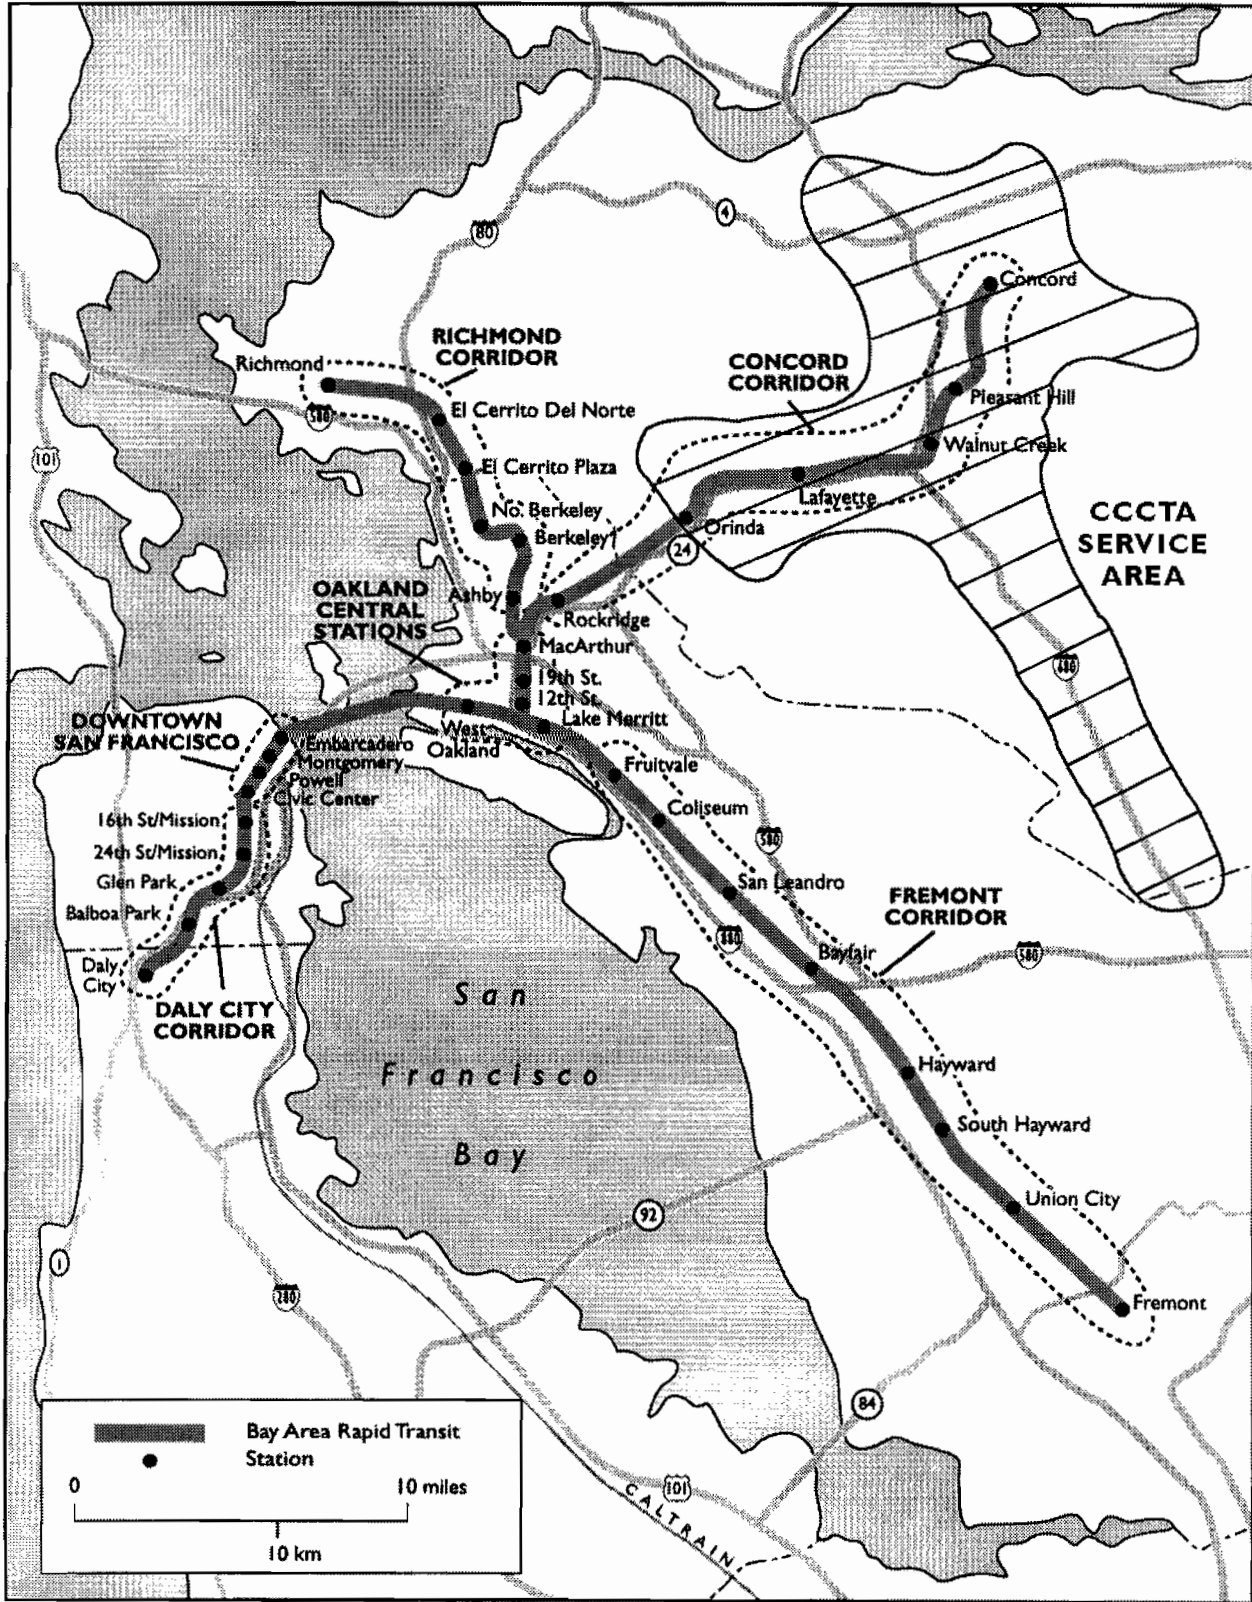 80
4
Concord
RICHMOND
CORRIDOR
Richmond
CONCORD
CORRIDOR
Pleasant Hill
El Cerrito Del Norte
580
Walnut Creek
101
El Cerrito Plaza
Lafayette
No. Berkeley
Orinda
CCCTA
SERVICE
AREA
Berkeley
24
OAKLAND
CENTRAL
STATIONS
Ashby
Rockridge
MacArthur
680
19th St.
12th St.
Lake Merritt
DOWNTOWN
SAN FRANCISCO
West
Oakland
Embarcadero
Montgomery
Powell
Civic Center
Fruitvale
Coliseum
16th St/Mission
580
24th St/Mission
Glen Park
San Leandro
Balboa Park
FREMONT
CORRIDOR
880
Bayfair
580
Daly
City
DALY CITY
CORRIDOR
San
Francisco
Bay
Hayward
South Hayward
Union City
92
1
280
Fremont
84
Bay Area Rapid Transit
Station
0
10 miles
10 km
101
CALTRAIN